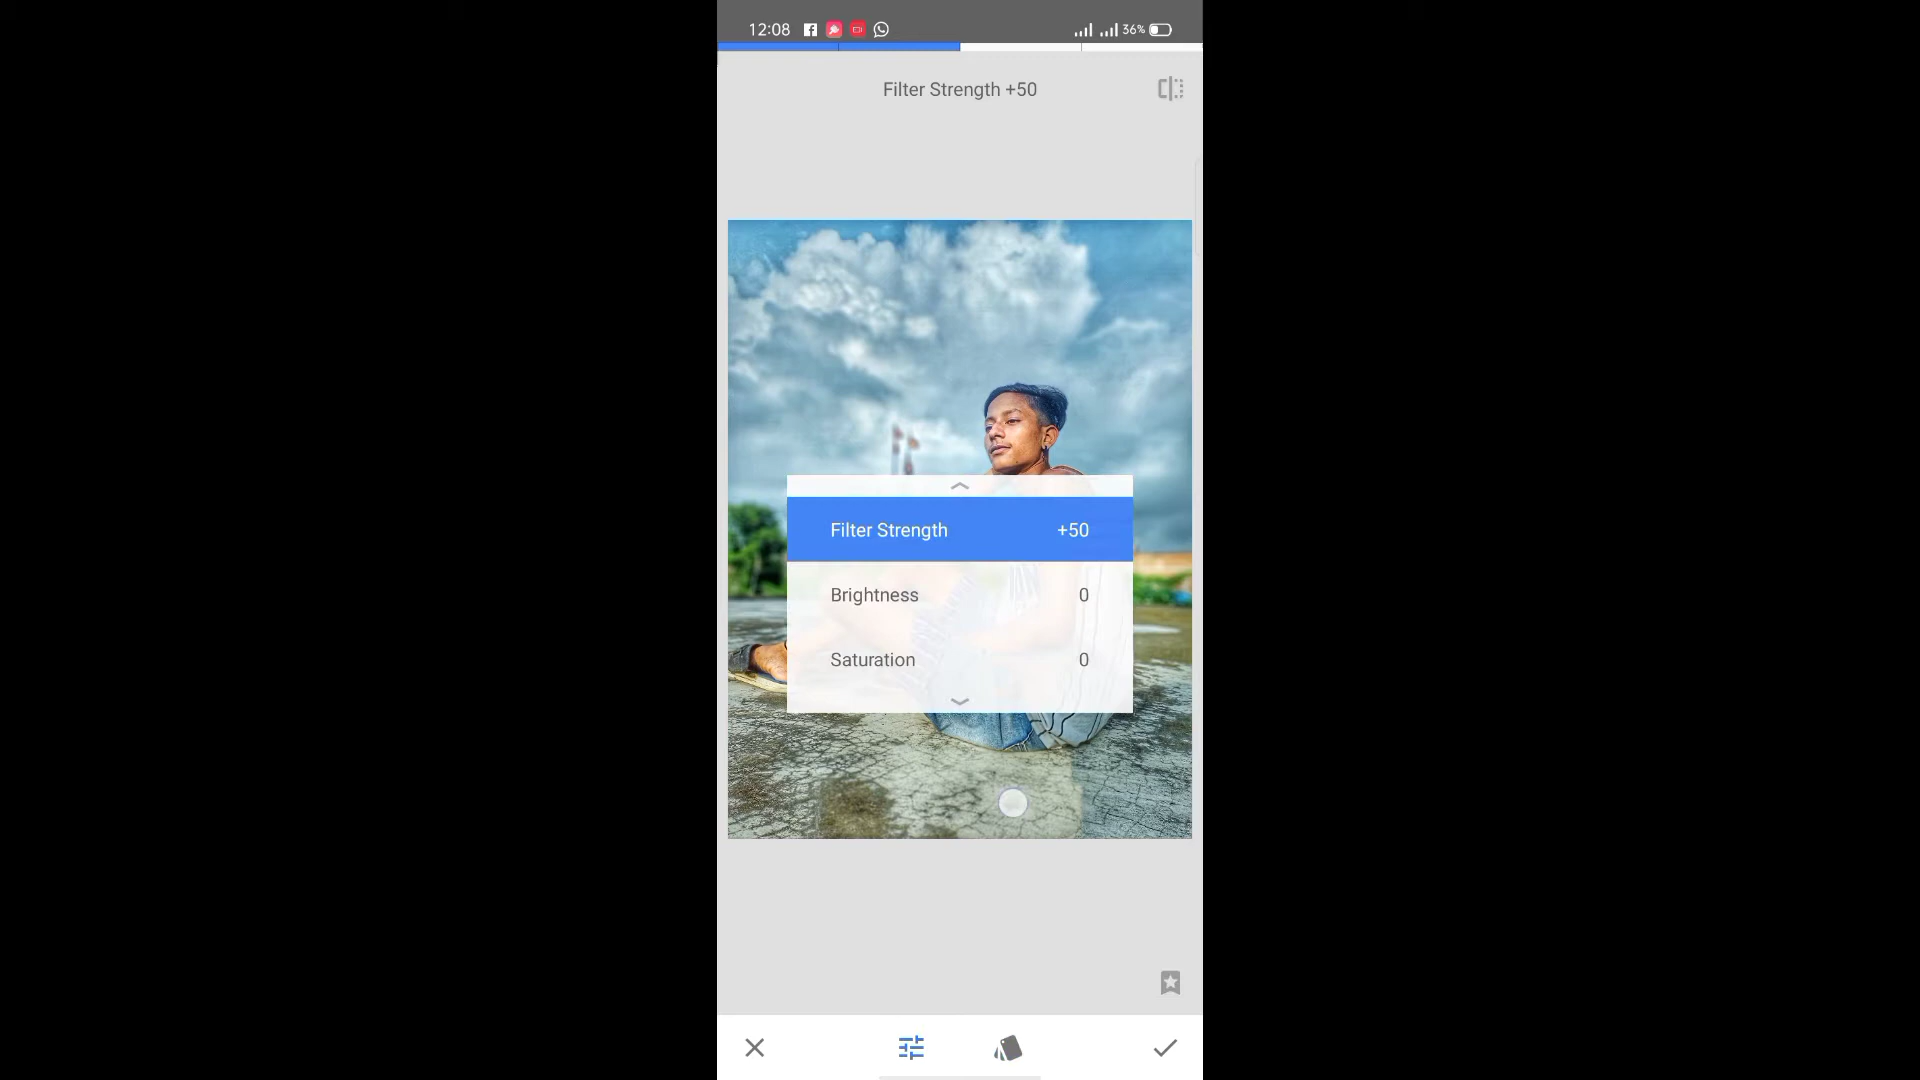 12:08
36%
Filter Strength +50
Filter Strength +50
Brightness 0
Saturation 0